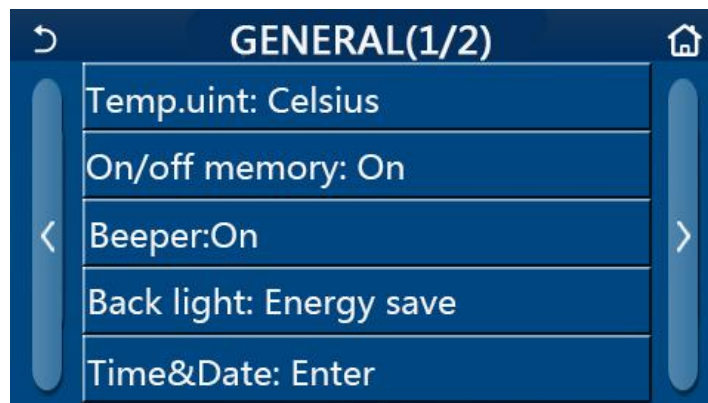 GENERAL(1/2)
Temp.uint: Celsius
On/off memory: On
Beeper:On
Back light: Energy save
Time&Date: Enter